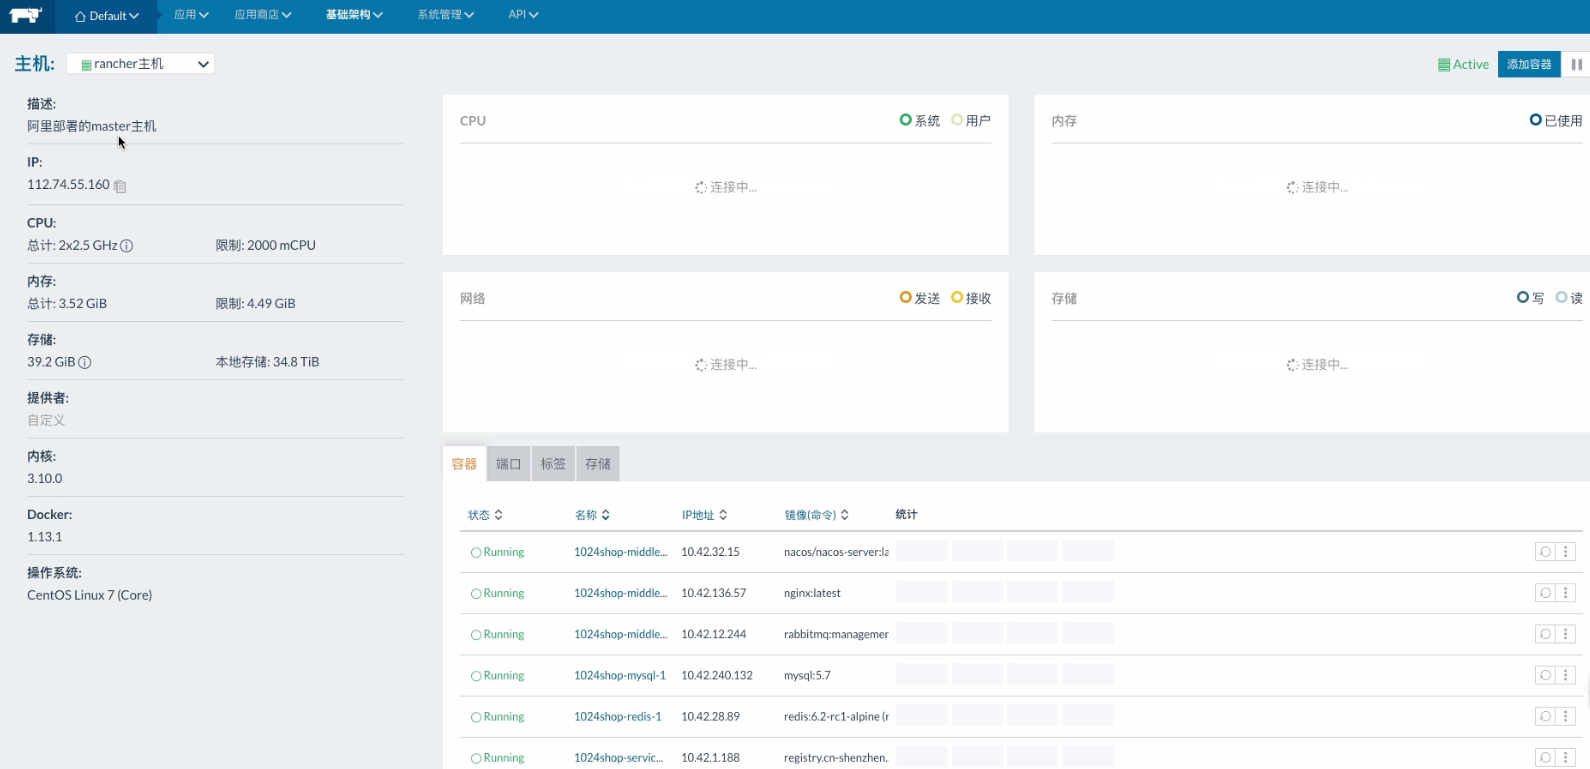 Default 应用 应用商店 基础架构 系统管理 API
主机: rancher主机 Active 添加容器
描述:
阿里部署的master主机
IP:
112.74.55.160
CPU:
总计: 2x2.5 GHz 限制: 2000 mCPU
内存:
总计: 3.52 GiB 限制: 4.49 GiB
存储:
39.2 GiB 本地存储: 34.8 TiB
提供者:
自定义
内核:
3.10.0
Docker:
1.13.1
操作系统:
CentOS Linux 7 (Core)
CPU 系统 用户
连接中...
内存 已使用
连接中...
网络 发送 接收
连接中...
存储 写 读
连接中...
容器 端口 标签 存储
状态 名称 IP地址 镜像(命令) 统计
Running 1024shop-middle... 10.42.32.15 nacos/nacos-server:la
Running 1024shop-middle... 10.42.136.57 nginx:latest
Running 1024shop-middle... 10.42.12.244 rabbitmq:managemer
Running 1024shop-mysql-1 10.42.240.132 mysql:5.7
Running 1024shop-redis-1 10.42.28.89 redis:6.2-rc1-alpine (r
Running 1024shop-servic... 10.42.1.188 registry.cn-shenzhen.